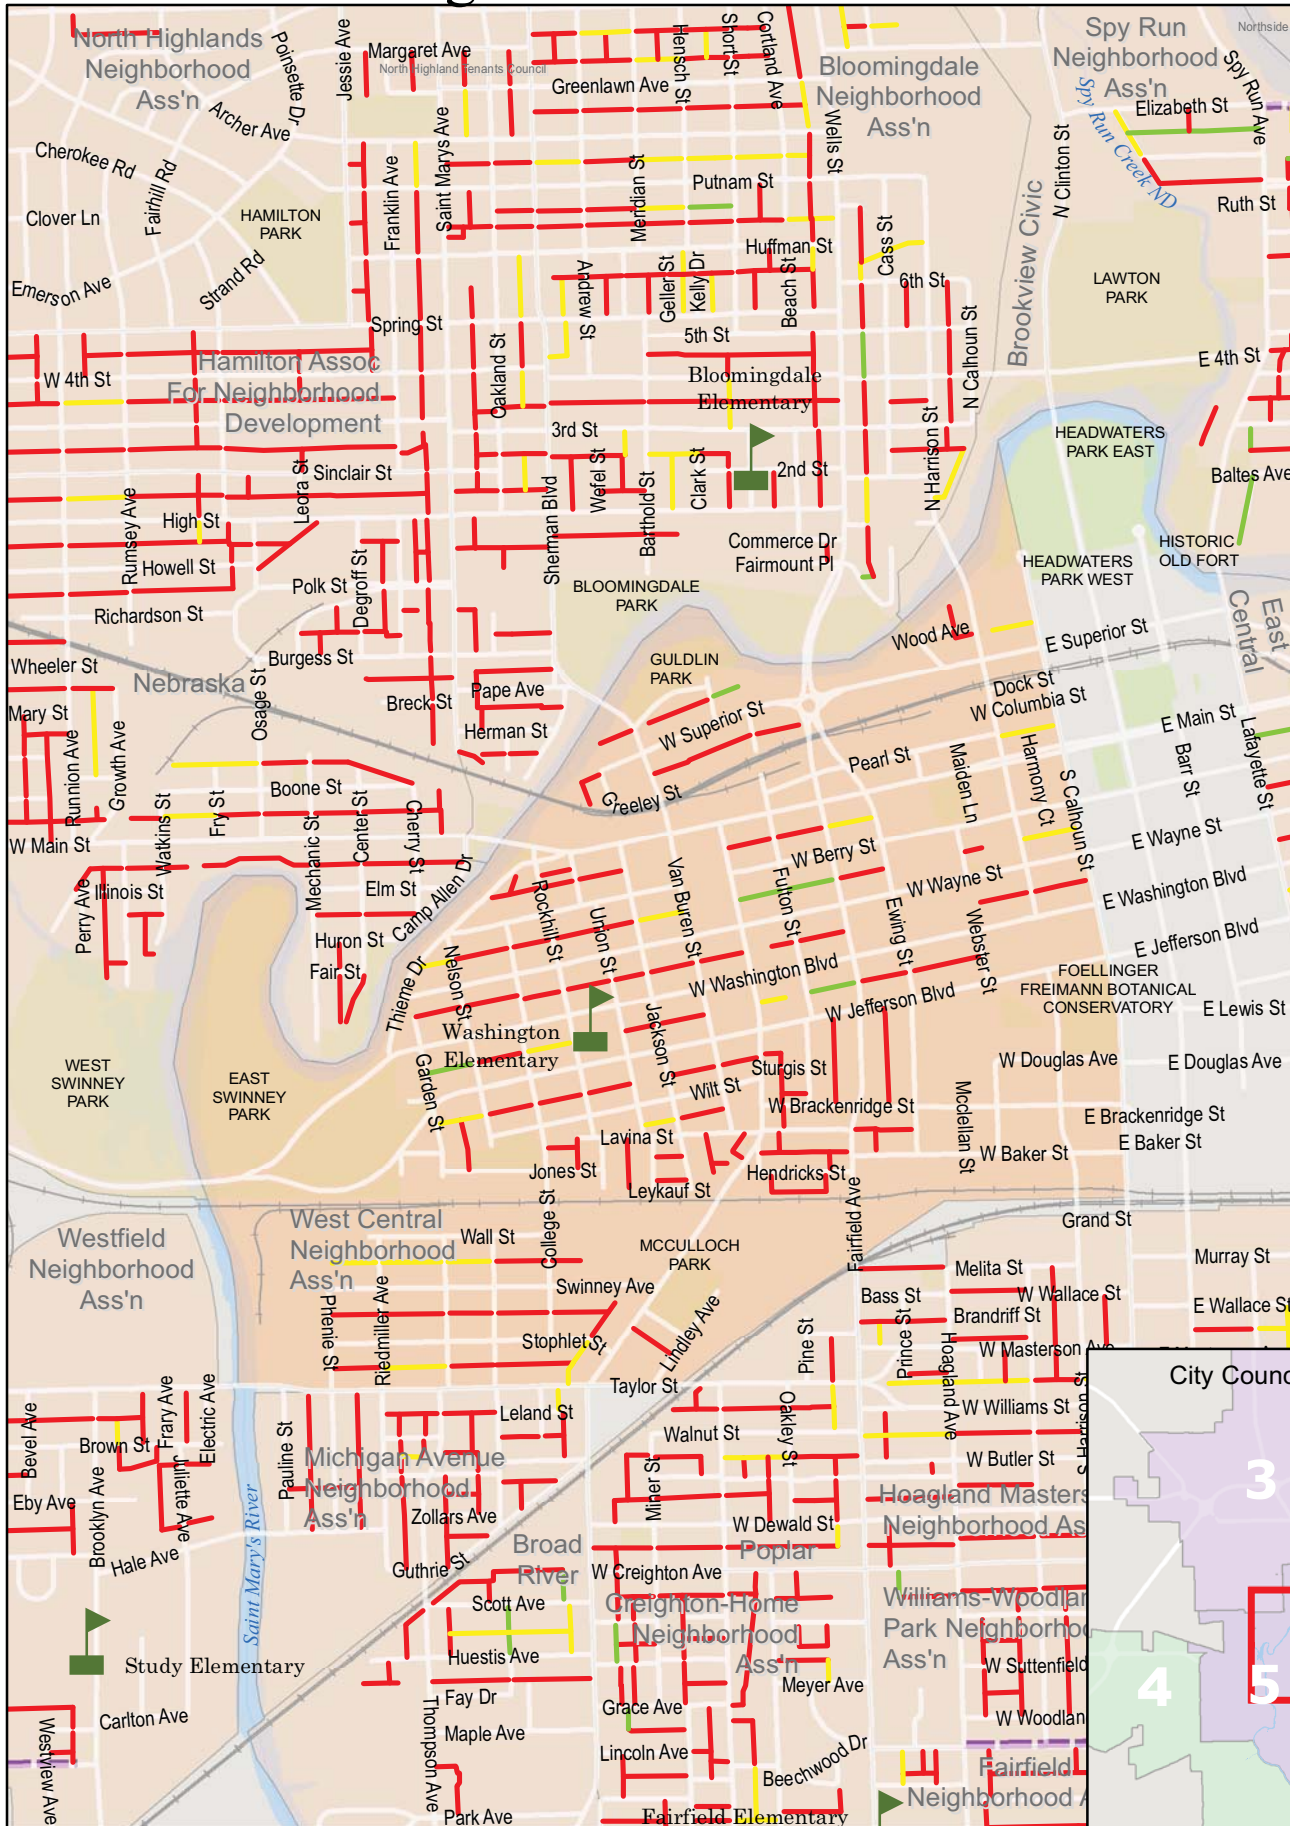 g
North Highlands
Neighborhood
Ass'n
Poinsette Dr
Jessie Ave
Margaret Ave
North Highland Tenants Council
Hensch St
Short St
Cortland Ave
Greenlawn Ave
Bloomingdale
Neighborhood
Ass'n
Spy Run
Neighborhood
Ass'n
Northside
Spy Run Ave
Elizabeth St
Spy Run Creek ND
Archer Ave
Cherokee Rd
Fairhill Rd
Clover Ln
HAMILTON
PARK
Franklin Ave
Saint Marys Ave
Meridian St
Putnam St
Wells St
N Clinton St
Ruth St
Emerson Ave
Strand Rd
Huffman St
Cass St
Brookview Civic
LAWTON
PARK
Andrew St
Geller St
Kelly Dr
Beach St
6th St
Spring St
5th St
Oakland St
N Calhoun St
E 4th St
W 4th St
Hamilton Assoc
For Neighborhood
Development
Bloomingdale
Elementary
3rd St
N Harrison St
HEADWATERS
PARK EAST
Sinclair St
Leora St
Wefel St
Clark St
2nd St
Baltes Ave
Rumsey Ave
High St
Sherman Blvd
Barthold St
Howell St
Degroff St
Polk St
Commerce Dr
Fairmount Pl
HISTORIC
OLD FORT
HEADWATERS
PARK WEST
BLOOMINGDALE
PARK
Richardson St
Wood Ave
E Superior St
East
Central
Wheeler St
Burgess St
Nebraska
GULDLIN
PARK
Osage St
Breck St
Pape Ave
Dock St
W Columbia St
Mary St
Herman St
W Superior St
E Main St
Lafayette St
Runnion Ave
Growth Ave
Pearl St
Maiden Ln
Harmony Ct
Barr St
Boone St
Greeley St
S Calhoun St
W Main St
Watkins St
Fry St
Mechanic St
Center St
Cherry St
E Wayne St
W Berry St
Van Buren St
Fulton St
W Wayne St
Illinois St
Elm St
Camp Allen Dr
Rockhill St
Union St
Ewing St
Webster St
E Washington Blvd
Perry Ave
Huron St
Fair St
Nelson St
Thieme Dr
W Washington Blvd
E Jefferson Blvd
FOELLINGER
FREIMANN BOTANICAL
CONSERVATORY
W Jefferson Blvd
E Lewis St
Washington
Elementary
Jackson St
WEST
SWINNEY
PARK
EAST
SWINNEY
PARK
Garden St
Sturgis St
W Douglas Ave
E Douglas Ave
Wilt St
W Brackenridge St
Mcclellan St
E Brackenridge St
Lavina St
E Baker St
W Baker St
Jones St
Hendricks St
Leykauf St
College St
Fairfield Ave
Grand St
Westfield
Neighborhood
Ass'n
West Central
Neighborhood
Ass'n
Wall St
MCCULLOCH
PARK
Murray St
Melita St
Swinney Ave
Phenie St
Riedmiller Ave
Bass St
W Wallace St
E Wallace St
Lindley Ave
Brandriff St
Stophlet St
Pine St
Prince St
Hoagland Ave
W Masterson Ave
City Counc
Taylor St
Bevel Ave
Frary Ave
Electric Ave
Pauline St
Leland St
Oakley St
W Williams St
S Harrison St
Brown St
Walnut St
Michigan Avenue
Neighborhood
Ass'n
W Butler St
3
Brooklyn Ave
Juliette Ave
Eby Ave
Miner St
Hoagland Masters
Neighborhood As
Zollars Ave
W Dewald St
Hale Ave
Broad
River
Poplar
Saint Mary's River
Guthrie St
W Creighton Ave
Scott Ave
Creighton-Home
Neighborhood
Ass'n
Williams-Woodlan
Park Neighborhoo
Ass'n
Study Elementary
Huestis Ave
W Suttenfield
Meyer Ave
4
5
Fay Dr
Grace Ave
Carlton Ave
W Woodlan
Westview Ave
Thompson Ave
Maple Ave
Lincoln Ave
Beechwood Dr
Fairfield
Neighborhood A
Park Ave
Fairfield Elementary